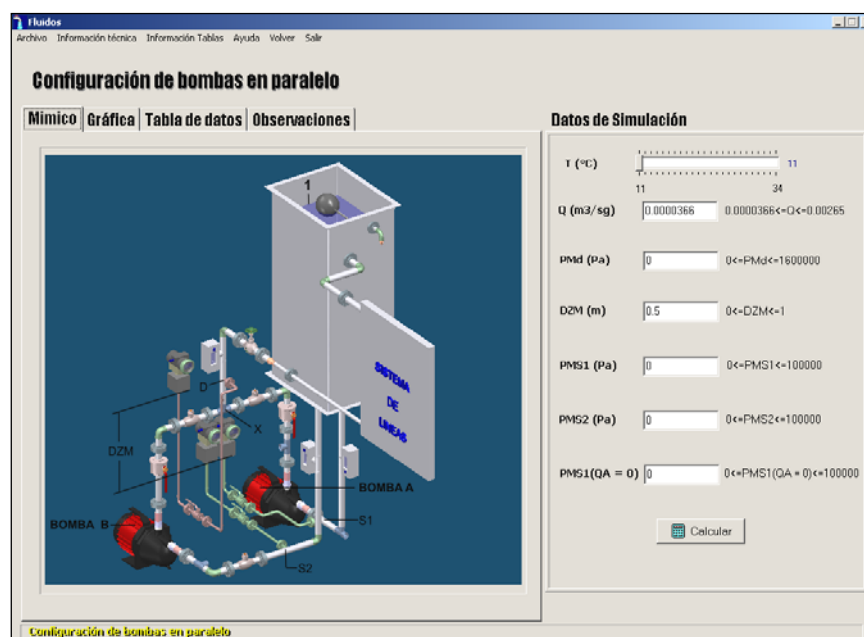 Fluidos
Archivo Información técnica Información Tablas Ayuda Volver Salir
Configuración de bombas en paralelo
Mimico Gráfica Tabla de datos Observaciones
Datos de Simulación
T (ºC) 11
11 34
Q (m3/sg) 0.0000366 0.0000366<=Q<=0.00265
PMd (Pa) 0 0<=PMd<=1600000
DZM (m) 0.5 0<=DZM<=1
PMS1 (Pa) 0 0<=PMS1<=100000
PMS2 (Pa) 0 0<=PMS2<=100000
PMS1(QA = 0) 0 0<=PMS1(QA = 0)<=100000
Calcular
1
SISTEMA
DE
LINEAS
D
X
DZM
BOMBA A
BOMBA B
S1
S2
Configuración de bombas en paralelo